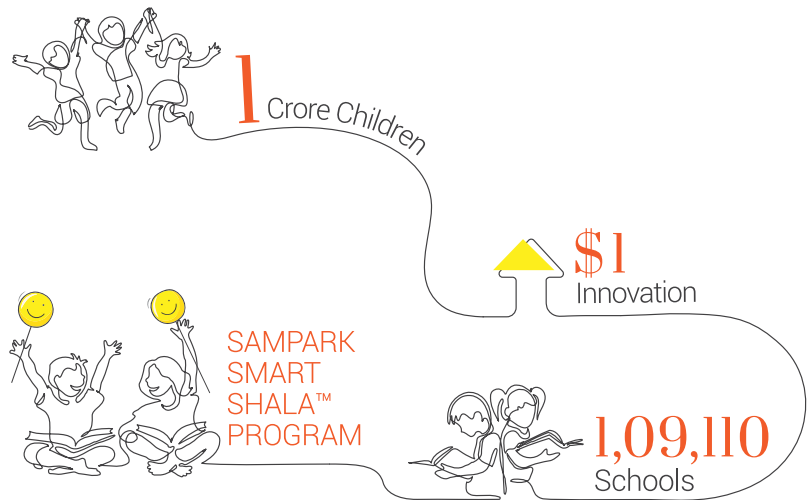 1 Crore Children
$1
Innovation
SAMPARK
SMART
SHALA™
PROGRAM
1,09,110
Schools